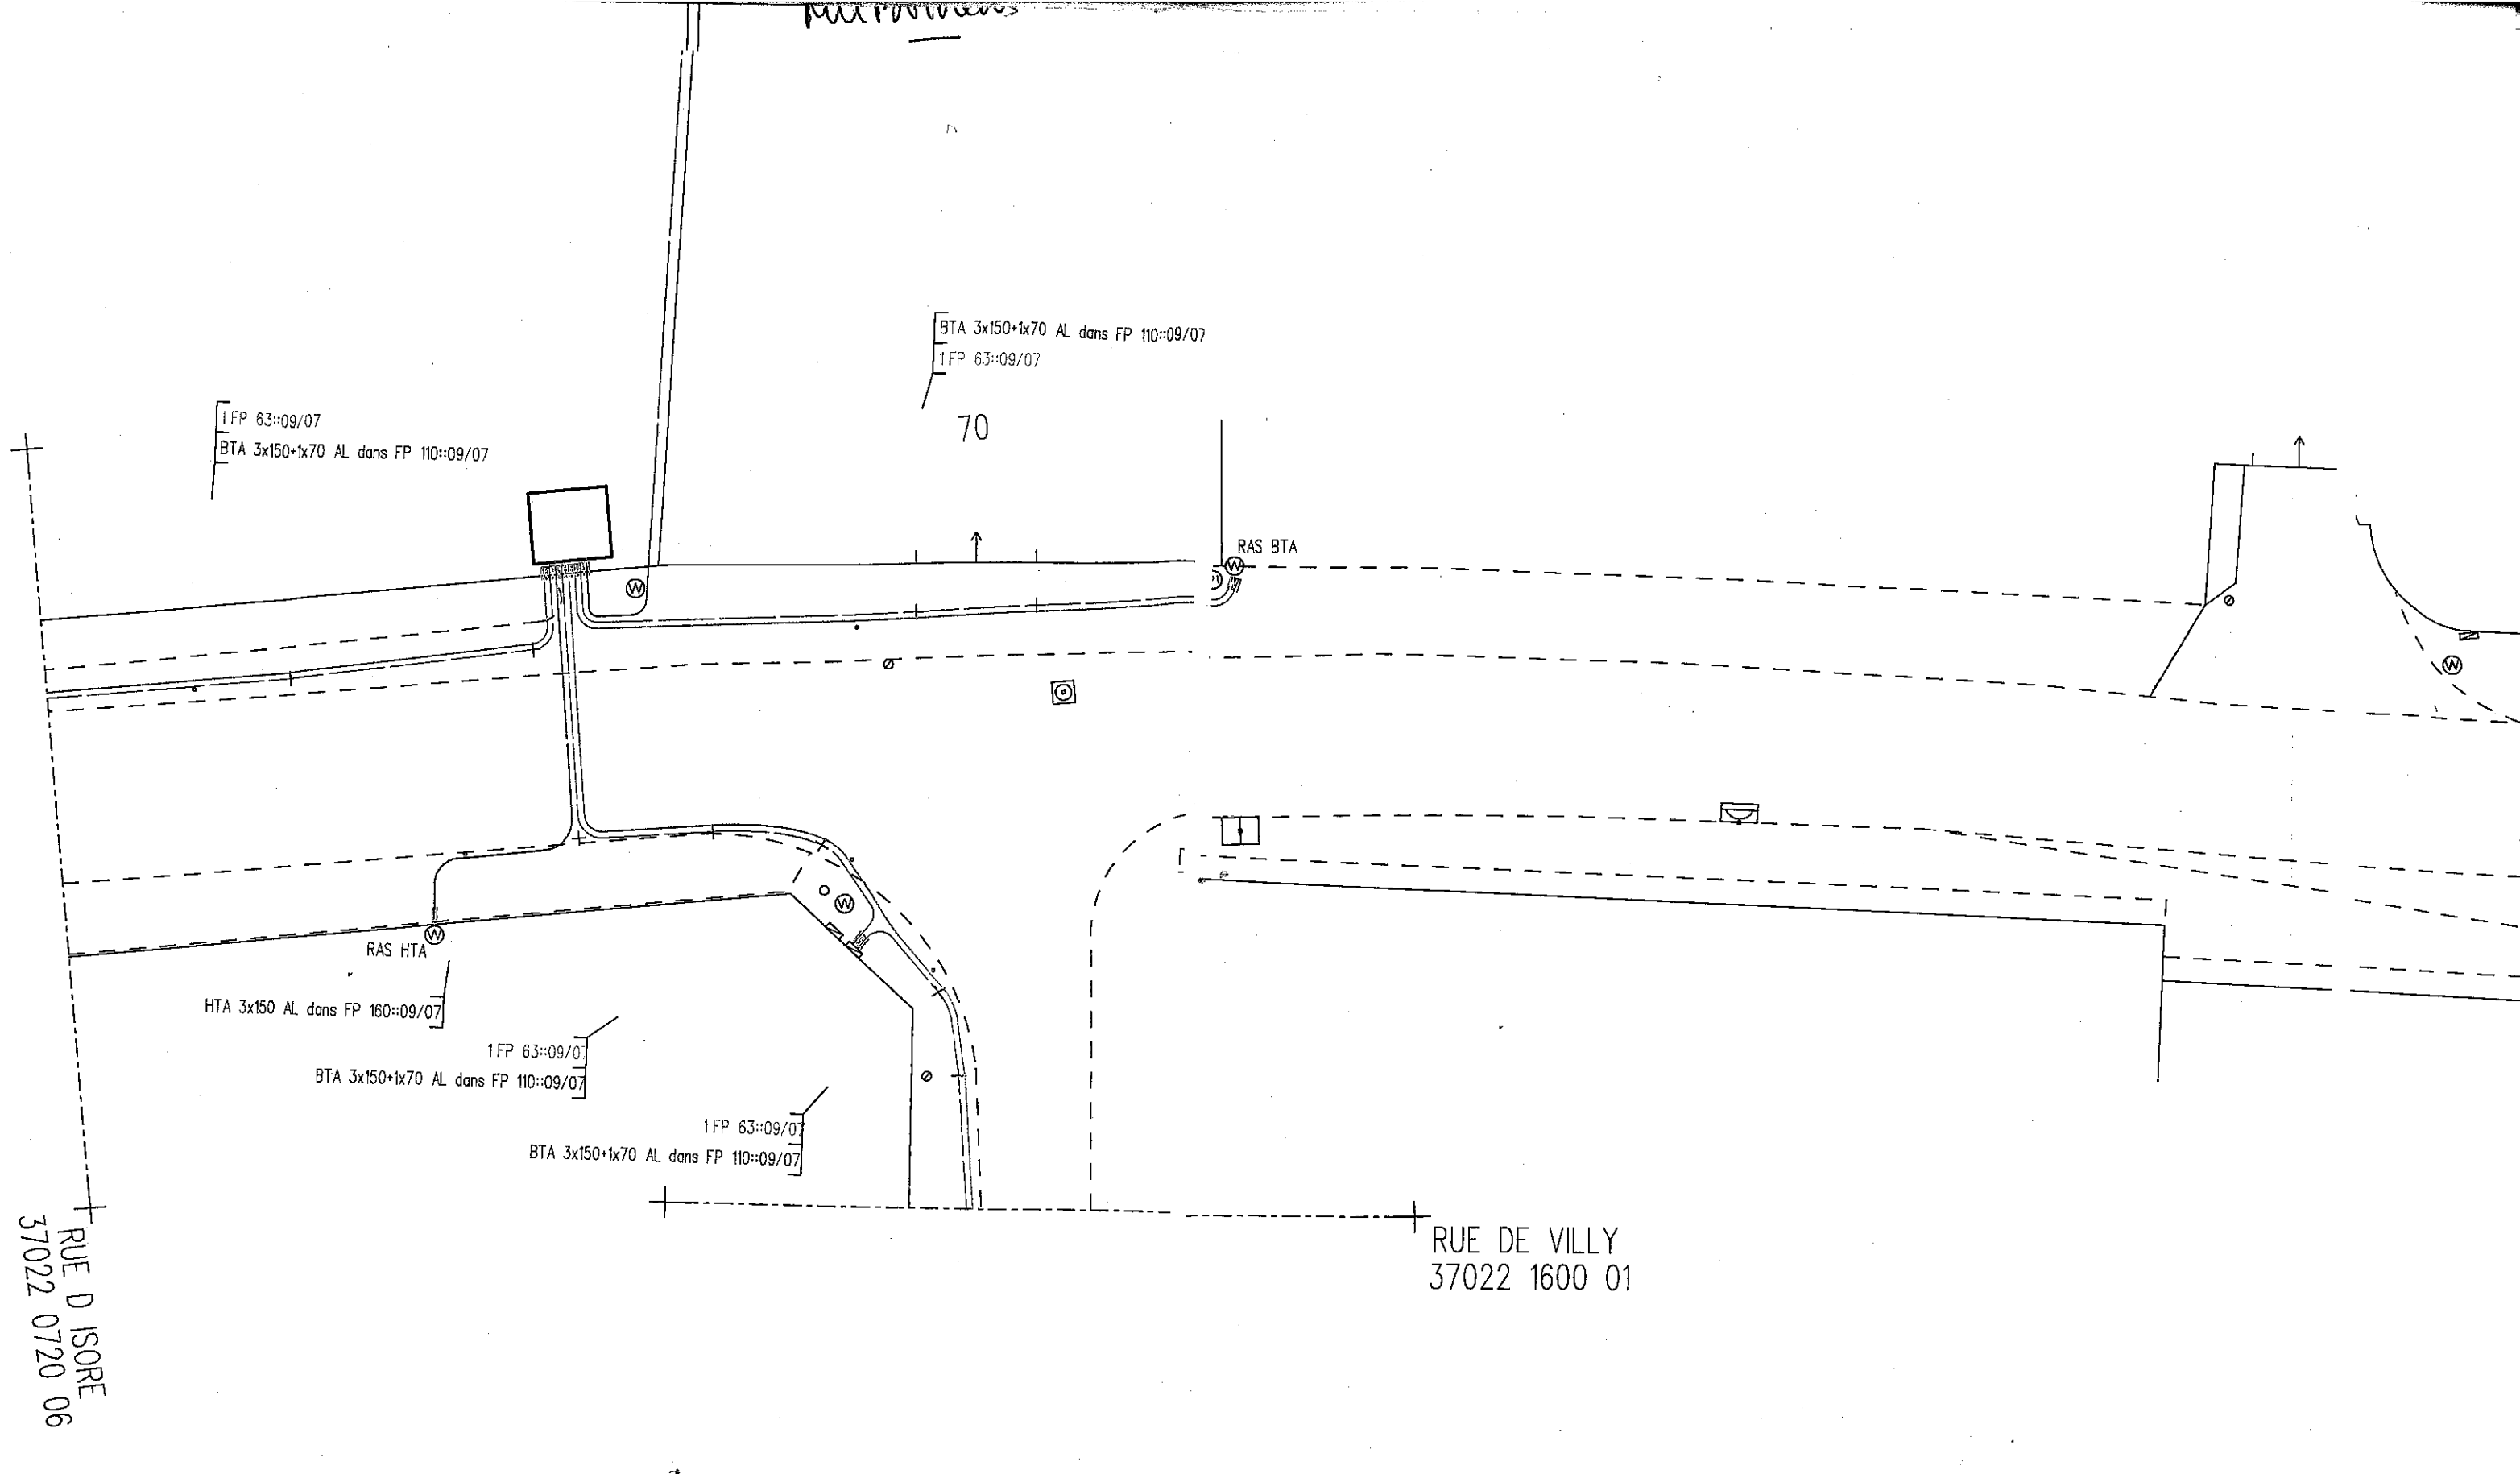 BTA 3x150+1x70 AL dans FP 110::09/07
1 FP 63::09/07
70
1 FP 63::09/07
BTA 3x150+1x70 AL dans FP 110::09/07
RAS BTA
W
W
W
W
W
RAS HTA
HTA 3x150 AL dans FP 160::09/07
1 FP 63::09/07
BTA 3x150+1x70 AL dans FP 110::09/07
1 FP 63::09/07
BTA 3x150+1x70 AL dans FP 110::09/07
RUE DE VILLY
37022 1600 01
RUE D ISORE
37022 0720 06